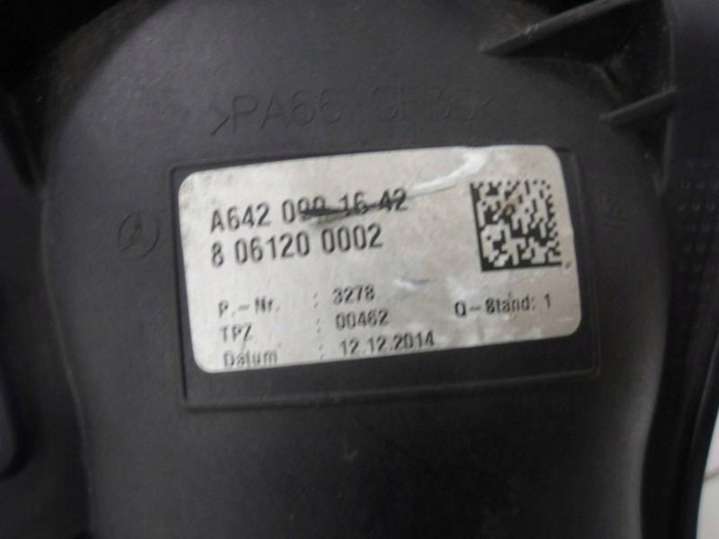 >PA66
A642 090 16 42
8 06120 0002
P.-Nr. : 3278
TPZ : 00462
Datum : 12.12.2014
Q-Stand: 1